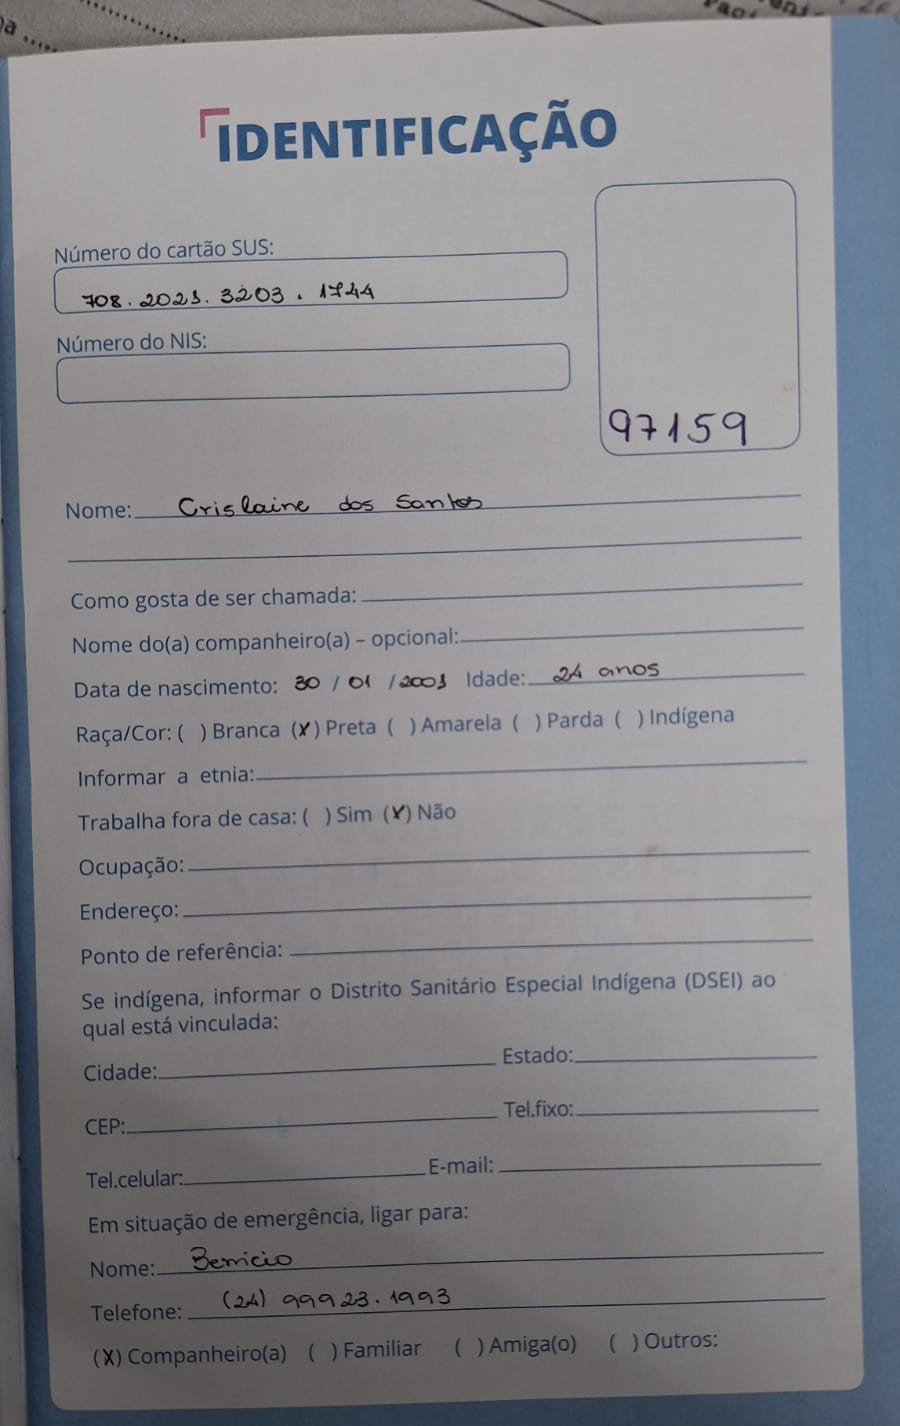 IDENTIFICAÇÃO
Número do cartão SUS:
708.2021.3203.1744
Número do NIS:
97159
Nome: Crislaine dos Santos
Como gosta de ser chamada:
Nome do(a) companheiro(a) – opcional:
Data de nascimento: 30 / 01 / 2001 Idade: 24 anos
Raça/Cor: ( ) Branca (X) Preta ( ) Amarela ( ) Parda ( ) Indígena
Informar a etnia:
Trabalha fora de casa: ( ) Sim (X) Não
Ocupação:
Endereço:
Ponto de referência:
Se indígena, informar o Distrito Sanitário Especial Indígena (DSEI) ao
qual está vinculada:
Cidade: Estado:
CEP: Tel.fixo:
Tel.celular: E-mail:
Em situação de emergência, ligar para:
Nome:
Telefone: (24) 99923.1993
(X) Companheiro(a) ( ) Familiar ( ) Amiga(o) ( ) Outros: